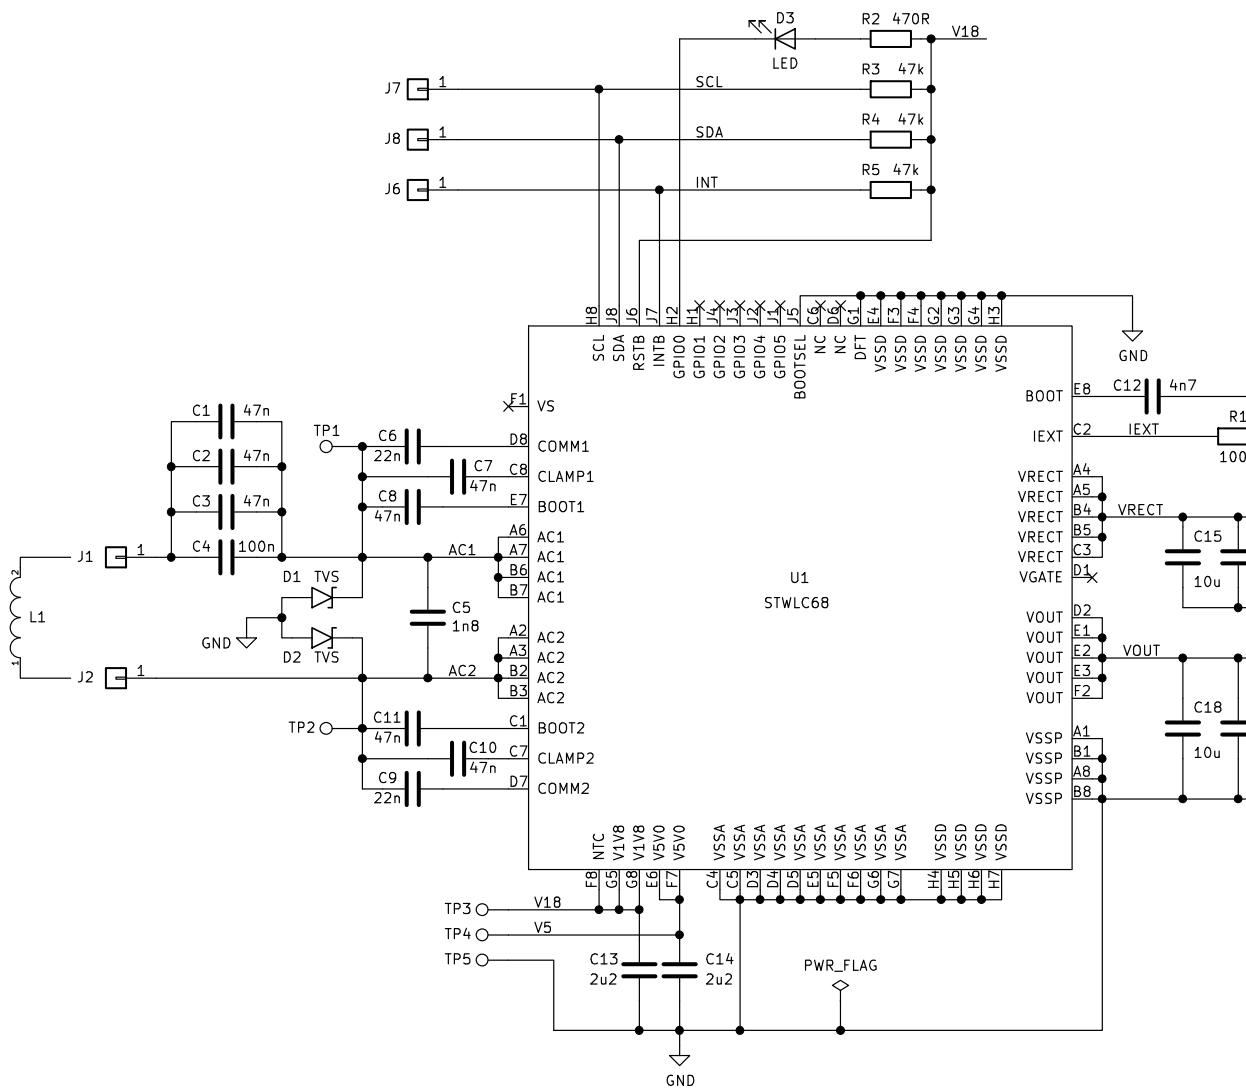 D3
R2 470R
V18
LED
R3 47k
J7 1 SCL
R4 47k
J8 1 SDA
R5 47k
J6 1 INT
H8 J8 J6 J7 H2 H1 J4 J3 J2 J1 J5 C6 D6 G1 E4 F3 F4 G2 G3 G4 H3
SCL SDA RSTB INTB GPIO0 GPIO1 GPIO2 GPIO3 GPIO4 GPIO5 BOOTSEL NC NC DFT VSSD VSSD VSSD VSSD VSSD VSSD VSSD
GND
F1 VS
BOOT E8 C12 4n7
C1 47n
TP1
C6
22n
D8 COMM1
IEXT C2 IEXT R1
100
C2 47n
C7
47n
C8 CLAMP1
VRECT A4
VRECT A5
C3 47n
C8
47n
E7 BOOT1
VRECT B4 VRECT
A6 AC1
VRECT B5
C15
10u
C4 100n
J1 1
AC1
A7 AC1
VRECT C3
B6 AC1
VGATE D1
B7 AC1
D1 TVS
U1
STWLC68
2
L1
1
C5
1n8
VOUT D2
GND
D2 TVS
A2 AC2
VOUT E1
A3 AC2
VOUT E2 VOUT
J2 1
AC2
B2 AC2
VOUT E3
B3 AC2
VOUT F2
C18
10u
TP2
C11
47n
C1 BOOT2
VSSP A1
C10
47n
C7 CLAMP2
VSSP B1
C9
22n
D7 COMM2
VSSP A8
VSSP B8
NTC V1V8 V1V8 V5V0 V5V0 VSSA VSSA VSSA VSSA VSSA VSSA VSSA VSSA VSSA VSSA VSSD VSSD VSSD VSSD
F8 G5 G8 E6 F7 C4 C5 D3 D4 D5 E5 F5 F6 G6 G7 H4 H5 H6 H7
TP3 V18
TP4 V5
TP5
C13
2u2
C14
2u2
PWR_FLAG
GND